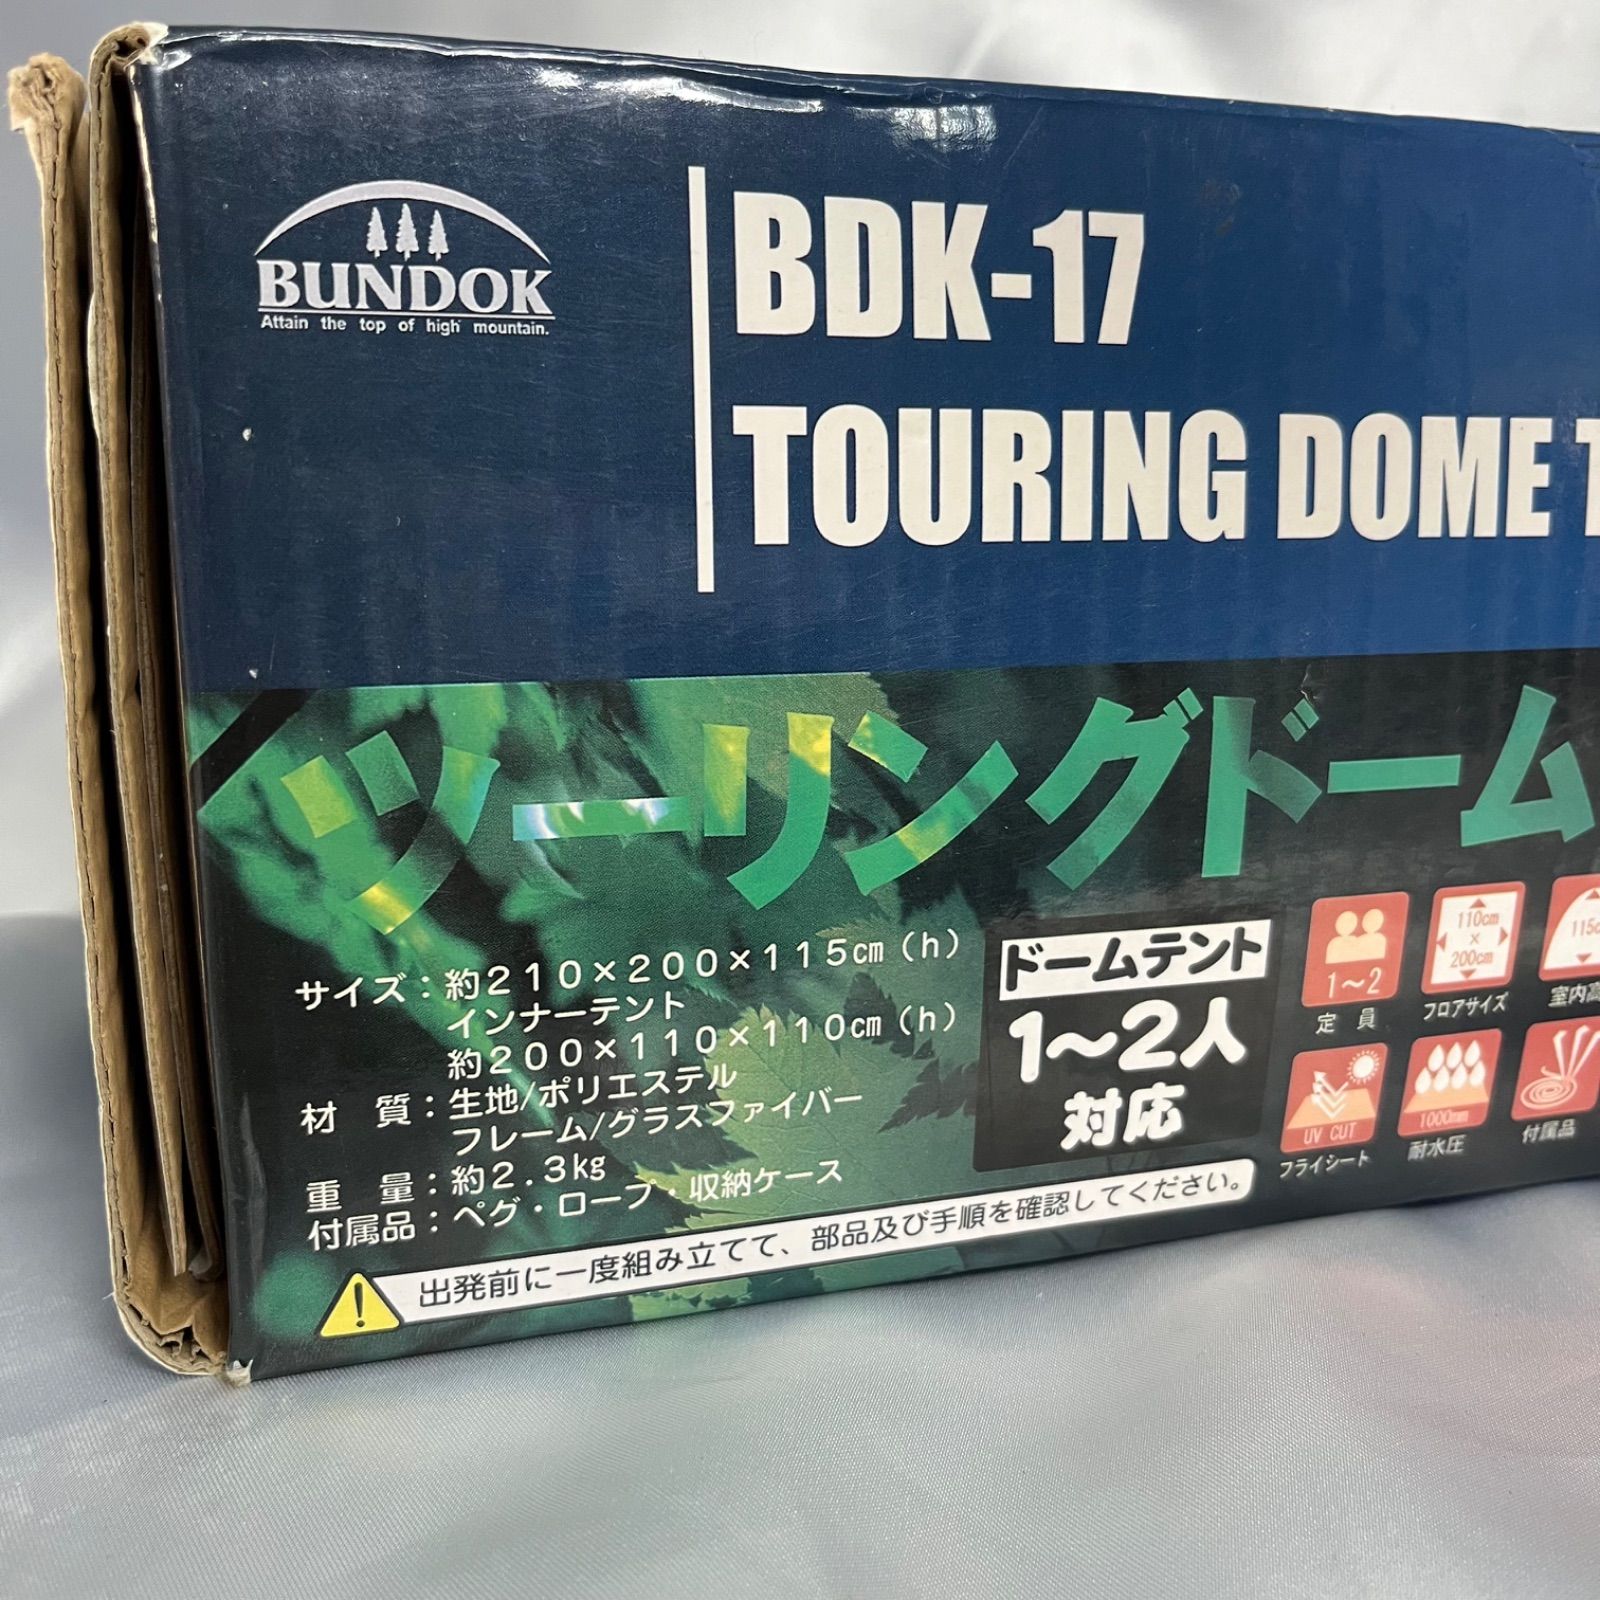 BUNDOK
Attain the top of high mountain.
BDK-17
TOURING DOME
ツーリングドーム
サイズ：約210×200×115cm（h）
インナーテント
約200×110×110cm（h）
材 質：生地/ポリエステル
フレーム/グラスファイバー
重 量：約2.3kg
付属品：ペグ・ロープ・収納ケース
ドームテント
1～2人
対応
1～2
定 員
110cm
×
200cm
フロアサイズ
115c
室内高
UV CUT
フライシート
1000mm
耐水圧
付属品
出発前に一度組み立てて、部品及び手順を確認してください。